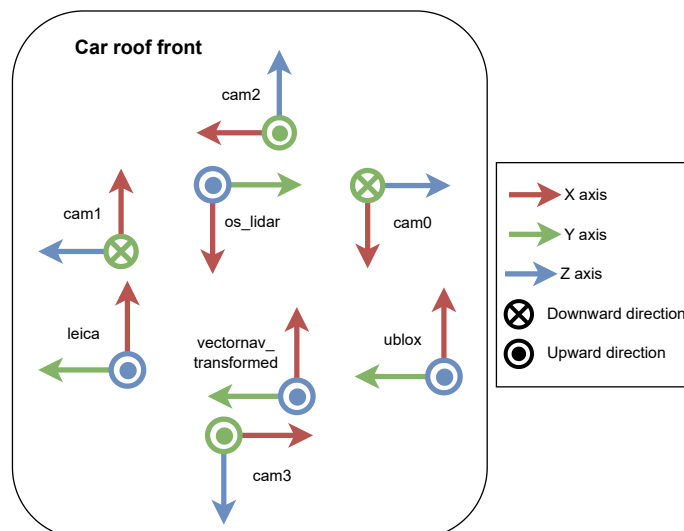 Car roof front
cam2
cam1
os_lidar
cam0
leica
vectornav_
transformed
ublox
cam3
X axis
Y axis
Z axis
Downward direction
Upward direction